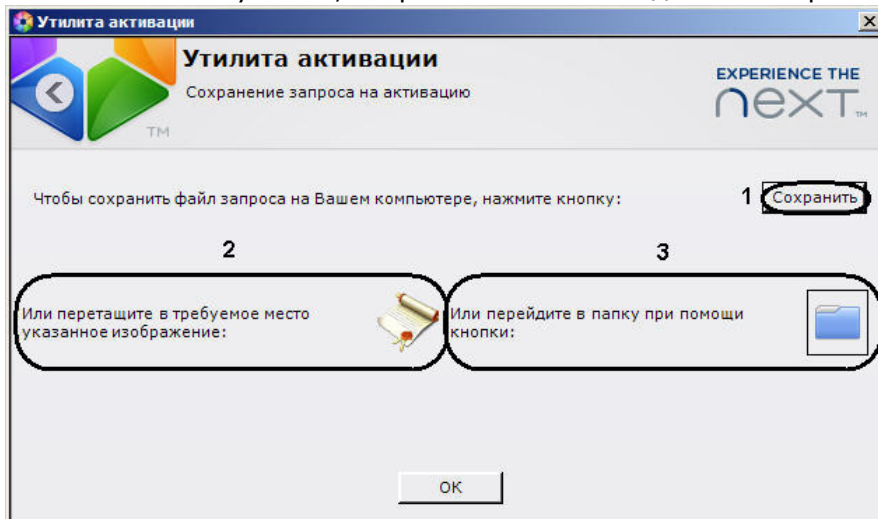 Утилита активации
Утилита активации
Сохранение запроса на активацию
EXPERIENCE THE
next™
TM
Чтобы сохранить файл запроса на Вашем компьютере, нажмите кнопку:
1 Сохранить
2
3
Или перетащите в требуемое место
указанное изображение:
Или перейдите в папку при помощи
кнопки:
OK